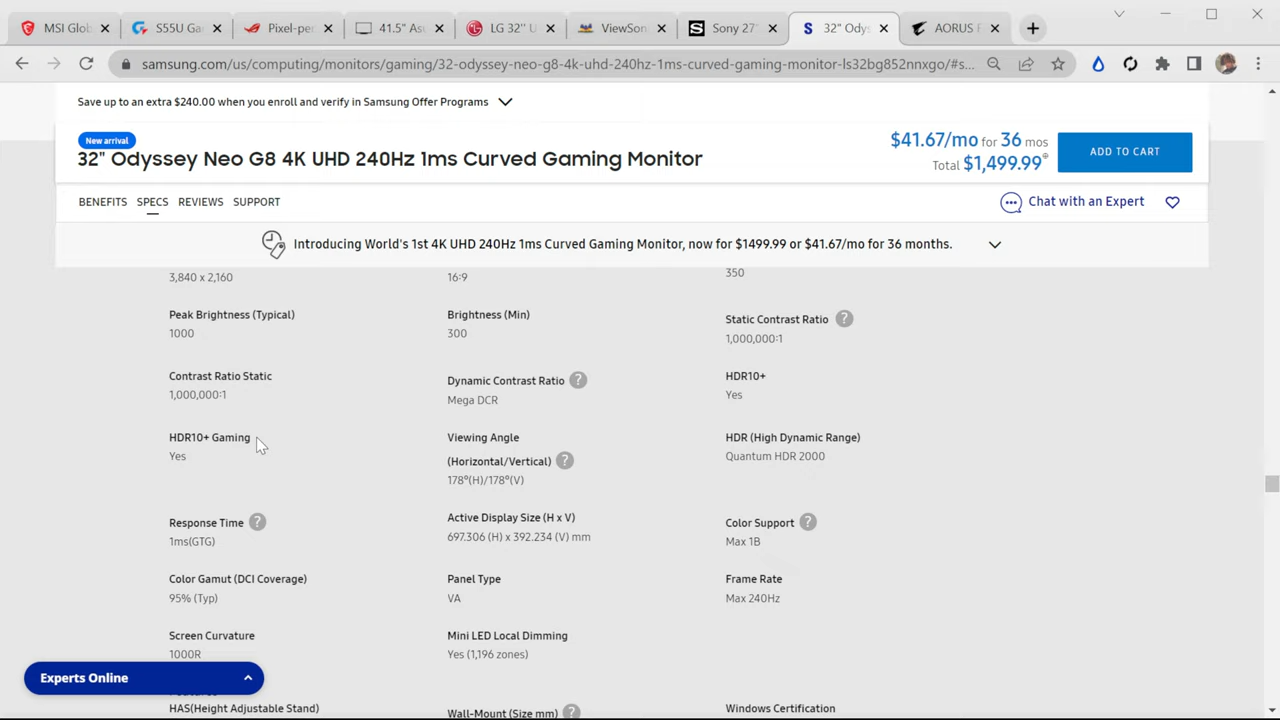 MSI Glob
S55U Ga
Pixel-pe
41.5" As
LG 32" U
ViewSon
Sony 27"
32" Odys
AORUS F
samsung.com/us/computing/monitors/gaming/32-odyssey-neo-g8-4k-uhd-240hz-1ms-curved-gaming-monitor-ls32bg852nnxgo/#s...
Save up to an extra $240.00 when you enroll and verify in Samsung Offer Programs
New arrival
32" Odyssey Neo G8 4K UHD 240Hz 1ms Curved Gaming Monitor
$41.67/mo for 36 mos
Total $1,499.99
ADD TO CART
BENEFITS SPECS REVIEWS SUPPORT
Chat with an Expert
Introducing World's 1st 4K UHD 240Hz 1ms Curved Gaming Monitor, now for $1499.99 or $41.67/mo for 36 months.
3,840 x 2,160
16:9
350
Peak Brightness (Typical)
1000
Brightness (Min)
300
Static Contrast Ratio ?
1,000,000:1
Contrast Ratio Static
1,000,000:1
Dynamic Contrast Ratio ?
Mega DCR
HDR10+
Yes
HDR10+ Gaming
Yes
Viewing Angle
(Horizontal/Vertical) ?
178°(H)/178°(V)
HDR (High Dynamic Range)
Quantum HDR 2000
Response Time ?
1ms(GTG)
Active Display Size (H x V)
697.306 (H) x 392.234 (V) mm
Color Support ?
Max 1B
Color Gamut (DCI Coverage)
95% (Typ)
Panel Type
VA
Frame Rate
Max 240Hz
Screen Curvature
1000R
Mini LED Local Dimming
Yes (1,196 zones)
Experts Online
HAS(Height Adjustable Stand)
Wall-Mount (Size mm) ?
Windows Certification